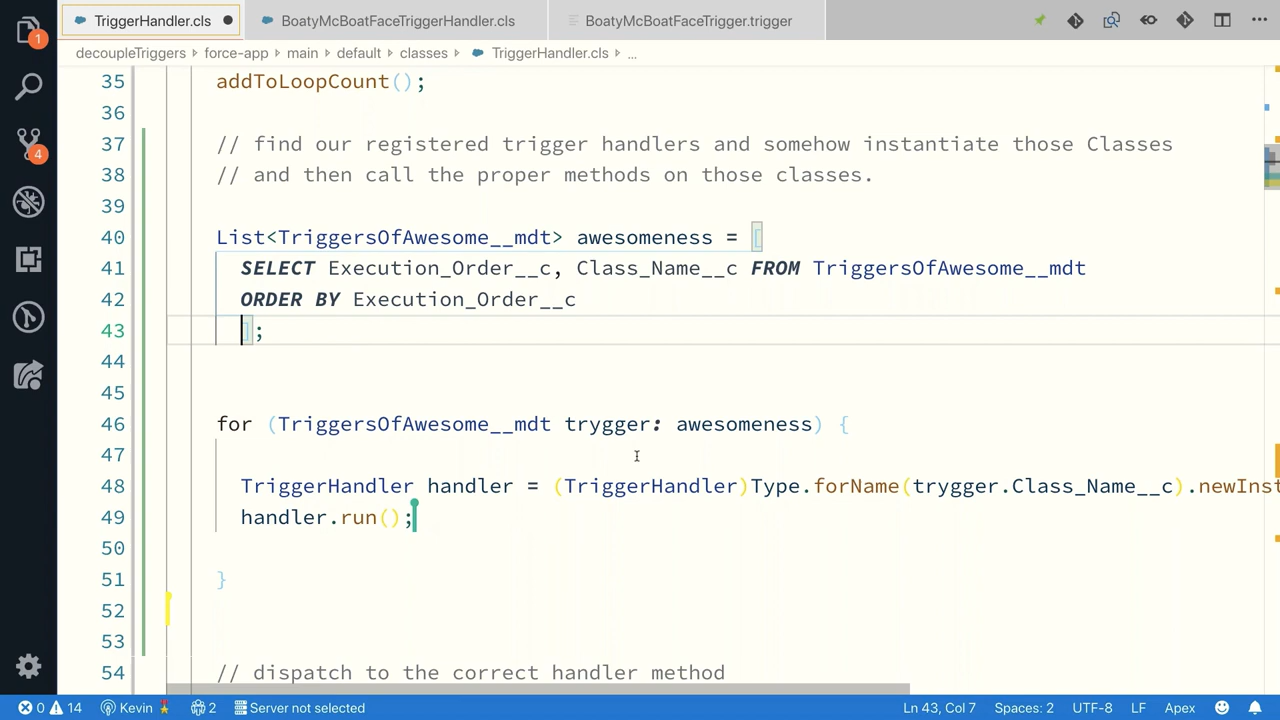 TriggerHandler.cls
BoatyMcBoatFaceTriggerHandler.cls
BoatyMcBoatFaceTrigger.trigger
1
decoupleTriggers > force-app > main > default > classes > TriggerHandler.cls > ...
35 addToLoopCount();
36
37 // find our registered trigger handlers and somehow instantiate those Classes
38 // and then call the proper methods on those classes.
4
39
40 List<TriggersOfAwesome__mdt> awesomeness = [
41 SELECT Execution_Order__c, Class_Name__c FROM TriggersOfAwesome__mdt
42 ORDER BY Execution_Order__c
43 ];
44
45
46 for (TriggersOfAwesome__mdt trygger: awesomeness) {
47
48 TriggerHandler handler = (TriggerHandler)Type.forName(trygger.Class_Name__c).newInst
49 handler.run();
50
51 }
52
53
54 // dispatch to the correct handler method
0 14 Kevin 2 Server not selected Ln 43, Col 7 Spaces: 2 UTF-8 LF Apex